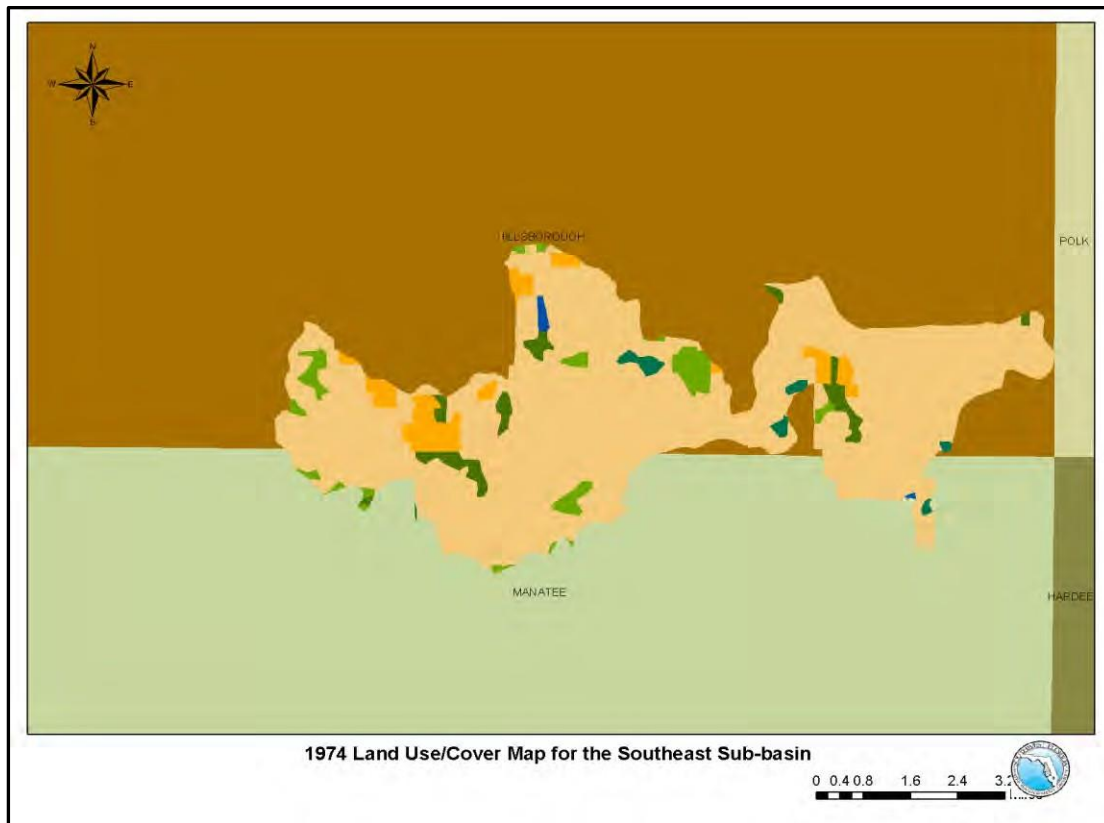 N
W E
S
HILLSBOROUGH
POLK
MANATEE
HARDEE
1974 Land Use/Cover Map for the Southeast Sub-basin
0 0.4 0.8 1.6 2.4 3.2